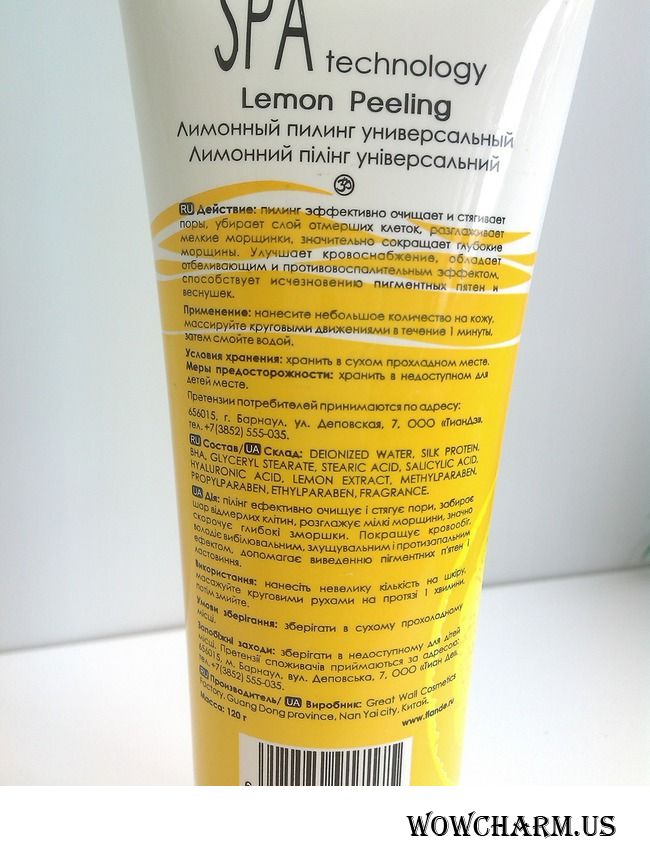 SPA technology
Lemon Peeling
Лимонный пилинг универсальный
Лимонний пілінг універсальний
RU Действие: пилинг эффективно очищает и стягивает
поры, убирает слой отмерших клеток, разглаживает
мелкие морщинки, значительно сокращает глубокие
морщины. Улучшает кровоснабжение, обладает
отбеливающим и противовоспалительным эффектом,
способствует исчезновению пигментных пятен и
веснушек.
Применение: нанесите небольшое количество на кожу,
массируйте круговыми движениями в течение 1 минуты,
затем смойте водой.
Условия хранения: хранить в сухом прохладном месте.
Меры предосторожности: хранить в недоступном для
детей месте.
Претензии потребителей принимаются по адресу:
656015, г. Барнаул, ул. Деповская, 7, ООО «ТианДэ»,
тел. +7(3852) 555-035.
RU Состав/ UA Склад: DEIONIZED WATER, SILK PROTEIN,
BHA, GLYCERYL STEARATE, STEARIC ACID, SALICYLIC ACID,
HYALURONIC ACID, LEMON EXTRACT, METHYLPARABEN,
PROPYLPARABEN, ETHYLPARABEN, FRAGRANCE.
UA Дія: пілінг ефективно очищує і стягує пори, забирає
шар відмерлих клітин, розгляжує мілкі морщини, значно
скорочує глибокі зморшки. Покращує кровообіг,
володіє вибілювальним, злущувальним і протизапальним
ефектом, допомагає виведенню пігментних п'ятен і
ластовиння.
Використання: нанесіть невелику кількість на шкіру,
масажуйте круговими рухами на протязі 1 хвилини,
потім змийте.
Умови зберігання: зберігати в сухому прохолодному
місці.
Запобіжні заходи: зберігати в недоступному для дітей
місці. Претензії споживачів приймаються за адресою:
656015, м. Барнаул, вул. Деповська, 7, ООО «Тиан Де»,
тел. +7(3852) 555-035.
RU Производитель/ UA Виробник: Great Wall Cosmetics
Factory, Guang Dong province, Nan Yai city, Китай.
Масса: 120 г
www.tiande.ru
WOWCHARM.US